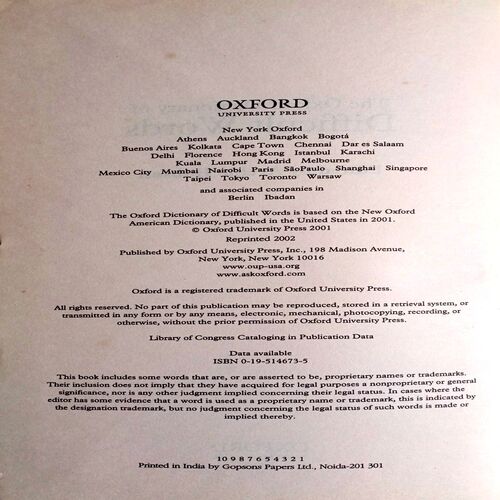 OXFORD
UNIVERSITY PRESS
New York Oxford
Athens Auckland Bangkok Bogotá
Buenos Aires Kolkata Cape Town Chennai Dar es Salaam
Delhi Florence Hong Kong Istanbul Karachi
Kuala Lumpur Madrid Melbourne
Mexico City Mumbai Nairobi Paris SãoPaulo Shanghai Singapore
Taipei Tokyo Toronto Warsaw
and associated companies in
Berlin Ibadan
The Oxford Dictionary of Difficult Words is based on the New Oxford
American Dictionary, published in the United States in 2001.
© Oxford University Press 2001
Reprinted 2002
Published by Oxford University Press, Inc., 198 Madison Avenue,
New York, New York 10016
www.oup-usa.org
www.askoxford.com
Oxford is a registered trademark of Oxford University Press.
All rights reserved. No part of this publication may be reproduced, stored in a retrieval system, or
transmitted in any form or by any means, electronic, mechanical, photocopying, recording, or
otherwise, without the prior permission of Oxford University Press.
Library of Congress Cataloging in Publication Data
Data available
ISBN 0-19-514673-5
This book includes some words that are, or are asserted to be, proprietary names or trademarks.
Their inclusion does not imply that they have acquired for legal purposes a nonproprietary or general
significance, nor is any other judgment implied concerning their legal status. In cases where the
editor has some evidence that a word is used as a proprietary name or trademark, this is indicated by
the designation trademark, but no judgment concerning the legal status of such words is made or
implied thereby.
10 9 8 7 6 5 4 3 2 1
Printed in India by Gopsons Papers Ltd., Noida-201 301